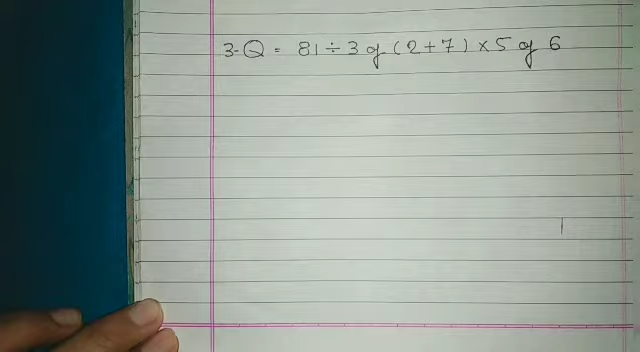 3-Q = 81 ÷ 3 of (2+7) × 5 of 6